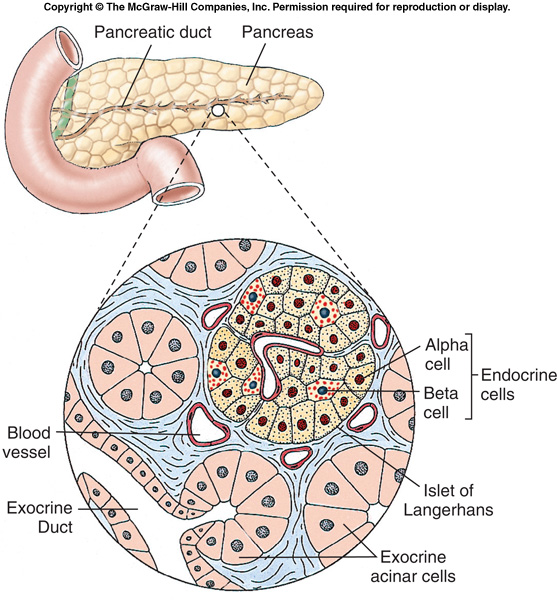 Copyright © The McGraw-Hill Companies, Inc. Permission required for reproduction or display.
Pancreatic duct
Pancreas
Alpha
cell
Endocrine
cells
Beta
cell
Blood
vessel
Islet of
Langerhans
Exocrine
Duct
Exocrine
acinar cells